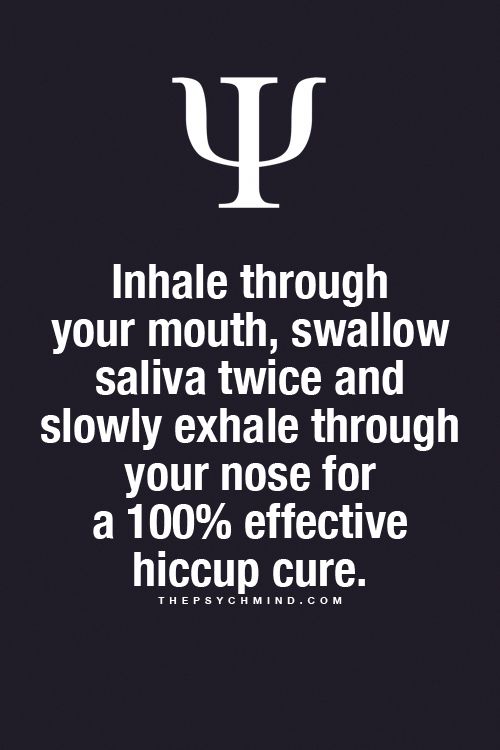 Ψ
Inhale through
your mouth, swallow
saliva twice and
slowly exhale through
your nose for
a 100% effective
hiccup cure.
THEPSYCHMIND.COM